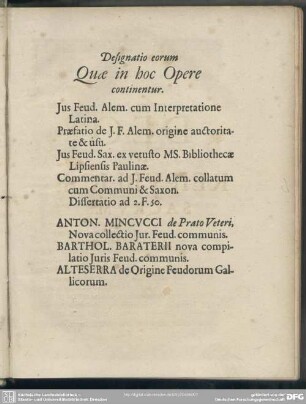 Designatio eorum
Quæ in hoc Opere
continentur.
Jus Feud. Alem. cum Interpretatione
Latina.
Præfatio de J. F. Alem. origine auctorita-
te & usu.
Jus Feud. Sax. ex vetusto MS. Bibliothecæ
Lipsiensis Paulinæ.
Commentar. ad J. Feud. Alem. collatum
cum Communi & Saxon.
Dissertatio ad 2. F. 50.
ANTON. MINCVCCI de Prato Veteri,
Nova collectio Jur. Feud. communis.
BARTHOL. BARATERII nova compi-
latio Juris Feud. communis.
ALTESERRA de Origine Feudorum Gal-
licorum.
DFG